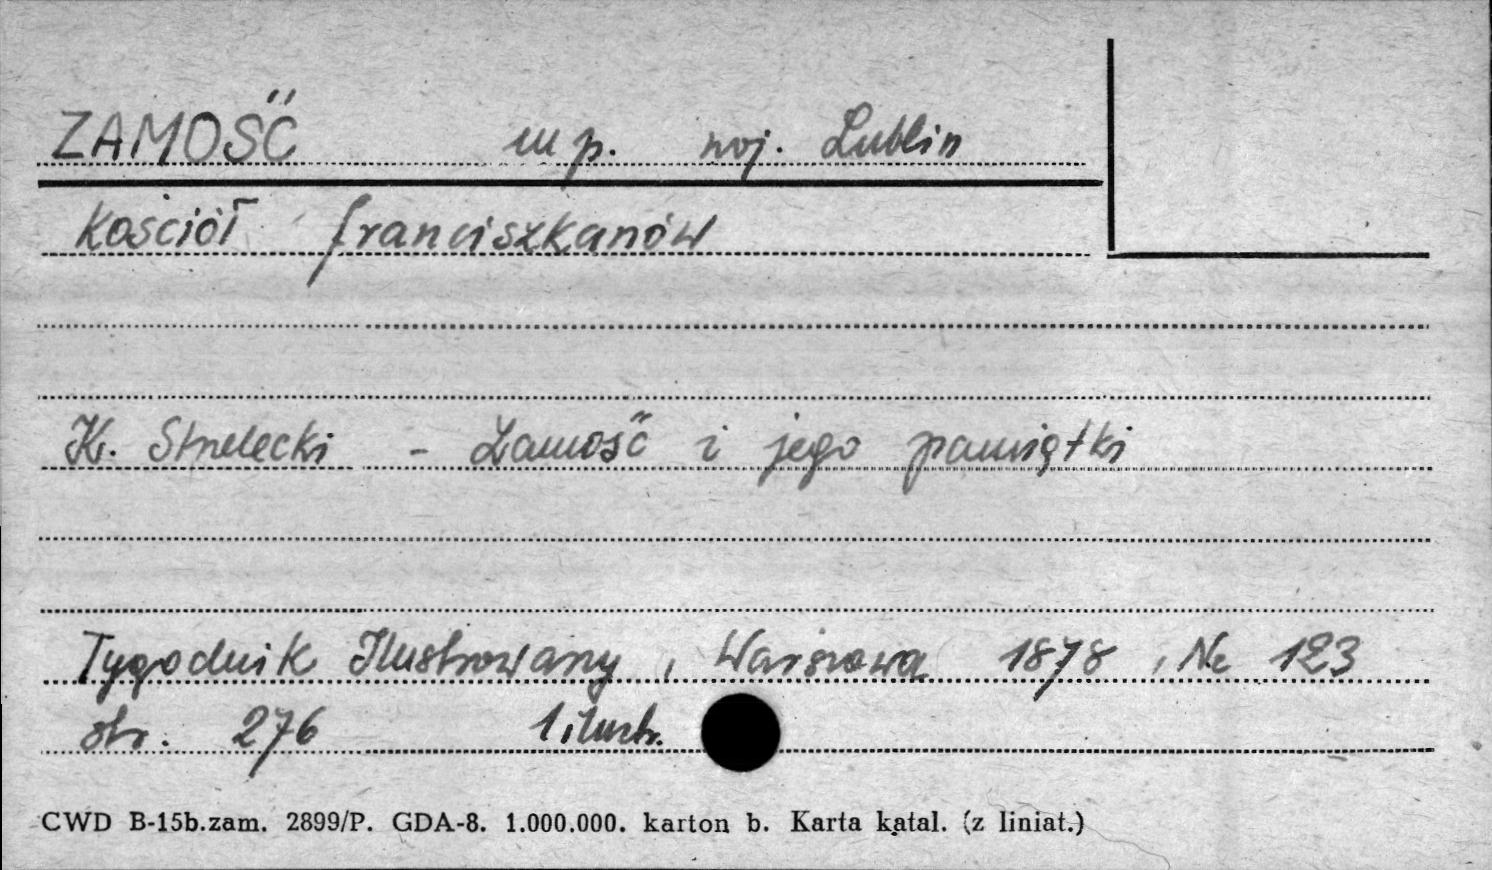 ZAMOŚĆ m p. woj. Lublin
Kościół franciszkanów
K. Strzelecki - Zamość i jego pamiątki
Tygodnik Ilustrowany, Warszawa 1878, Nr 123
str. 276 1 ilustr.
CWD B-15b.zam. 2899/P. GDA-8. 1.000.000. karton b. Karta katal. (z liniat.)